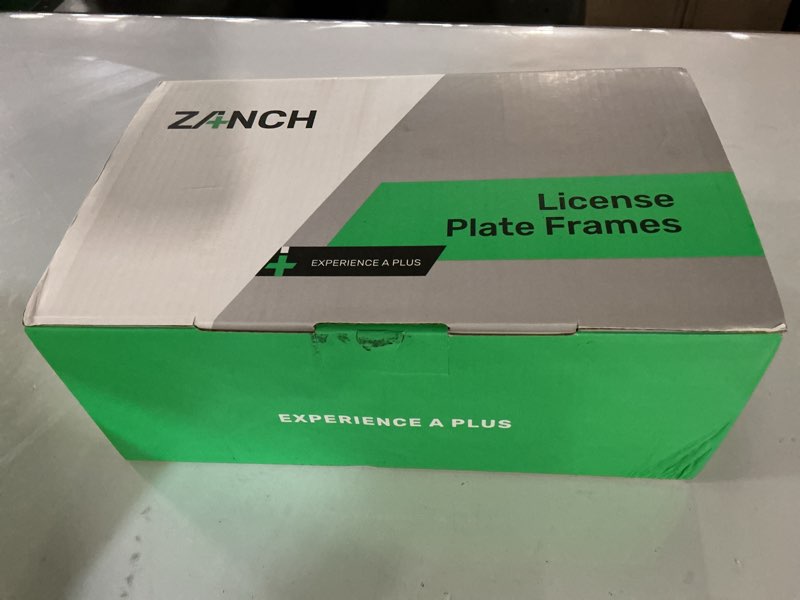 ZANCH
License
Plate Frames
EXPERIENCE A PLUS
EXPERIENCE A PLUS